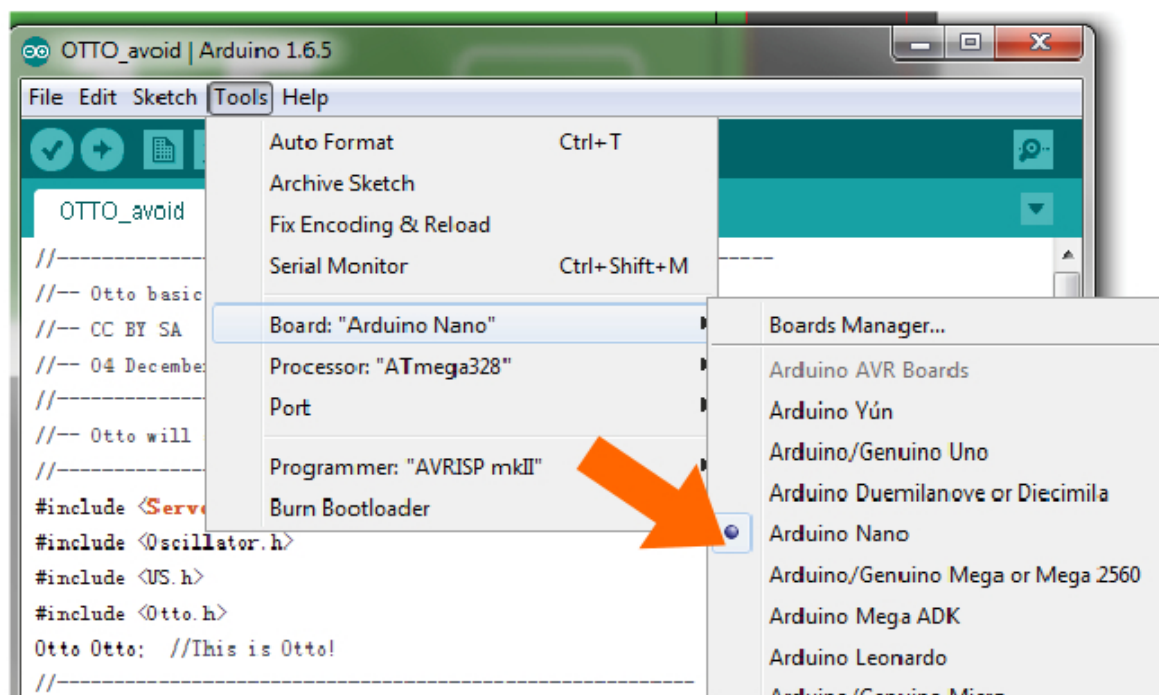 OTTO_avoid | Arduino 1.6.5
File Edit Sketch Tools Help
Auto Format Ctrl+T
Archive Sketch
Fix Encoding & Reload
Serial Monitor Ctrl+Shift+M
Board: "Arduino Nano"
Processor: "ATmega328"
Port
Programmer: "AVRISP mkII"
Burn Bootloader
Boards Manager...
Arduino AVR Boards
Arduino Yún
Arduino/Genuino Uno
Arduino Duemilanove or Diecimila
Arduino Nano
Arduino/Genuino Mega or Mega 2560
Arduino Mega ADK
Arduino Leonardo
Arduino/Genuino Micro
OTTO_avoid
//-----------------------------------------------------------
//-- Otto basic
//-- CC BY SA
//-- 04 Decembe
//--------------
//-- Otto will
//--------------
#include <Serv
#include <Oscillator.h>
#include <US.h>
#include <Otto.h>
Otto Otto; //This is Otto!
//---------------------------------------------------------